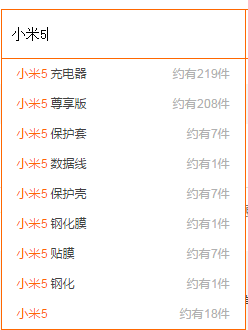 小米5
小米5 充电器 约有219件
小米5 尊享版 约有208件
小米5 保护套 约有7件
小米5 数据线 约有1件
小米5 保护壳 约有7件
小米5 钢化膜 约有1件
小米5 贴膜 约有7件
小米5 钢化 约有1件
小米5 约有18件